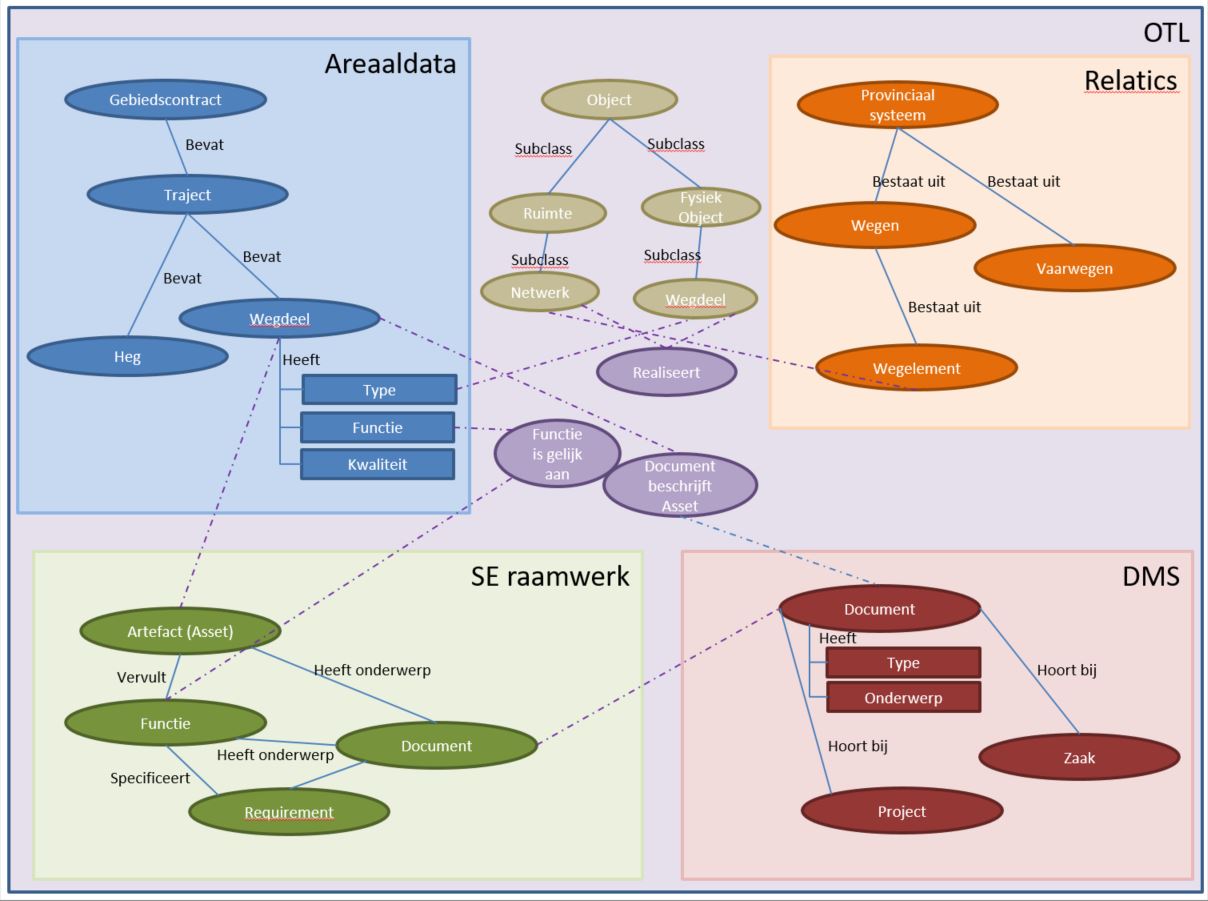 OTL
Areaaldata
Gebiedscontract
Bevat
Traject
Bevat
Bevat
Wegdeel
Heg
Heeft
Type
Functie
Kwaliteit
Object
Subclass
Subclass
Ruimte
Fysiek
Object
Subclass
Subclass
Netwerk
Wegdeel
Realiseert
Functie
is gelijk
aan
Document
beschrijft
Asset
Relatics
Provinciaal
systeem
Bestaat uit
Bestaat uit
Wegen
Vaarwegen
Bestaat uit
Wegelement
SE raamwerk
Artefact (Asset)
Vervult
Heeft onderwerp
Functie
Heeft onderwerp
Document
Specificeert
Requirement
DMS
Document
Heeft
Type
Onderwerp
Hoort bij
Hoort bij
Zaak
Project